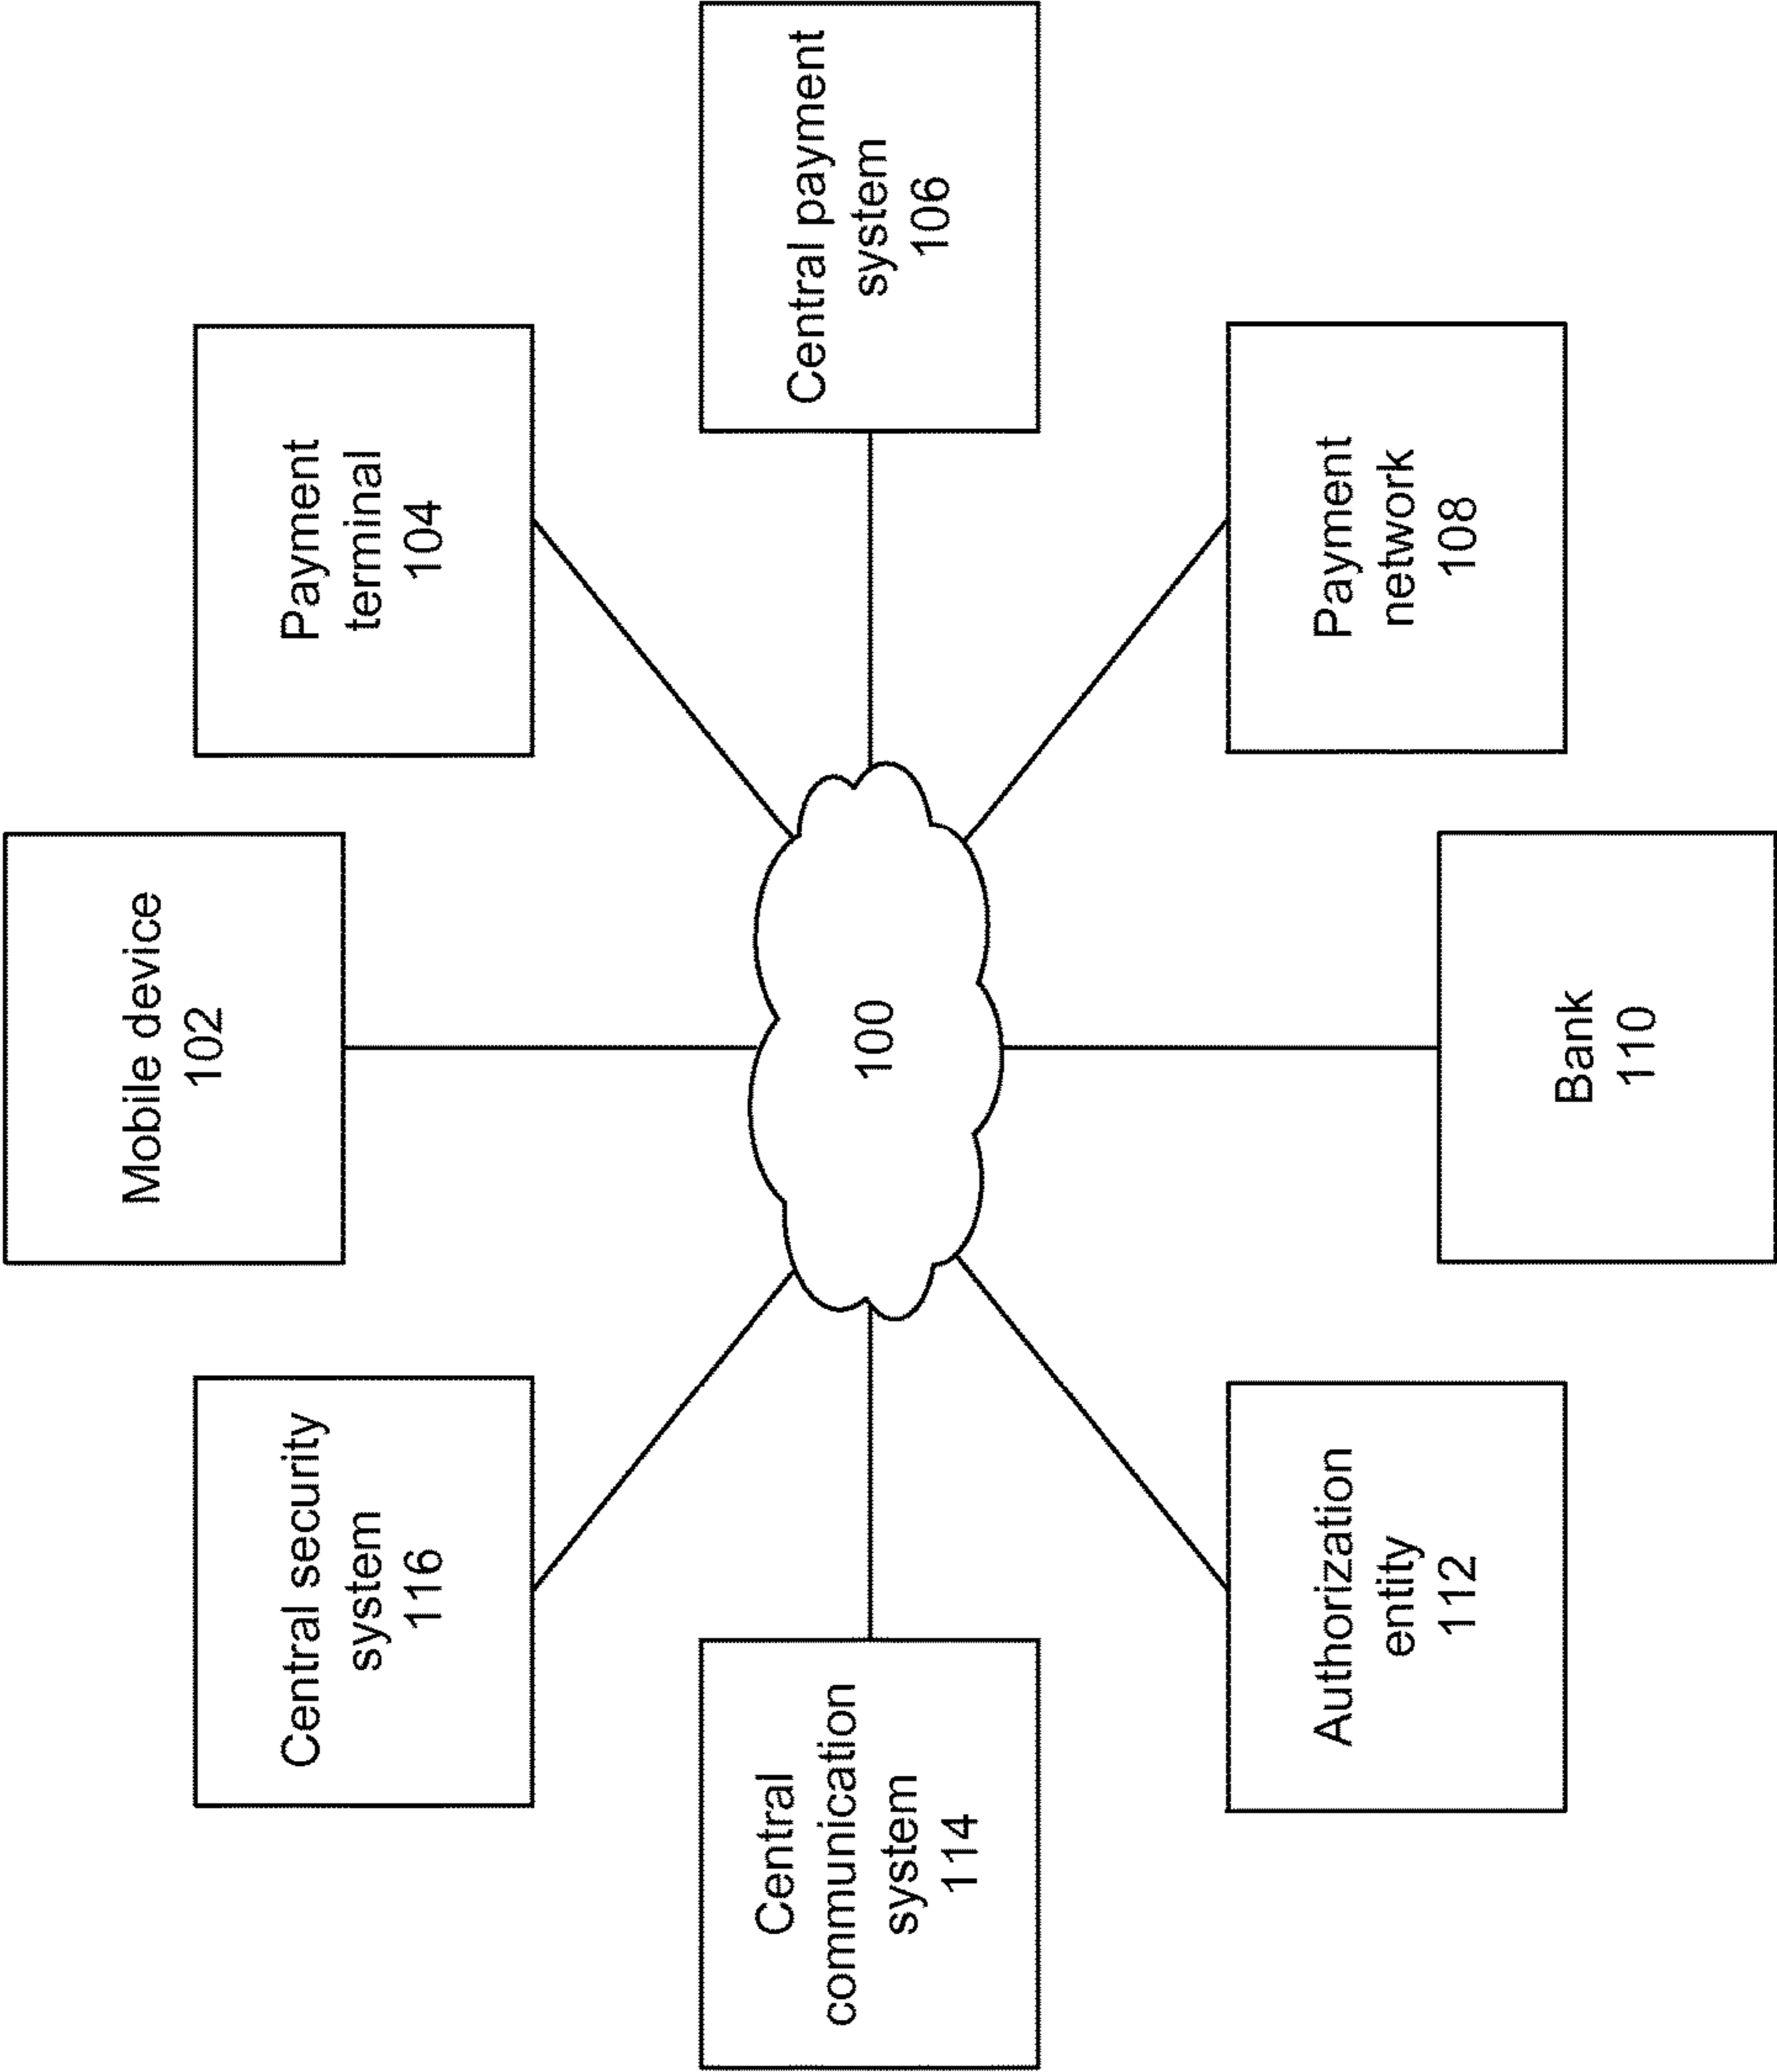 Mobile device
102
Payment
terminal
104
Central payment
system
106
Payment
network
108
Bank
110
Authorization
entity
112
Central
communication
system
114
Central security
system
116
100